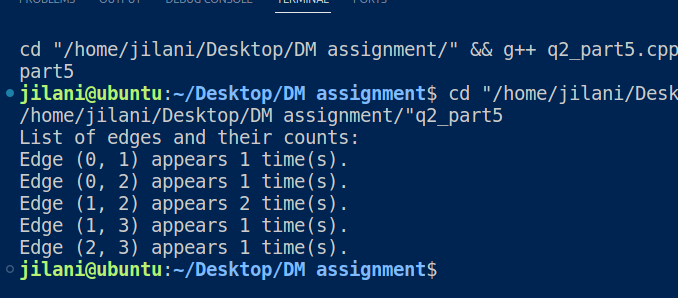 PROBLEMS OUTPUT DEBUG CONSOLE TERMINAL PORTS
cd "/home/jilani/Desktop/DM assignment/" && g++ q2_part5.cpp
part5
jilani@ubuntu:~/Desktop/DM assignment$ cd "/home/jilani/Desk
/home/jilani/Desktop/DM assignment/"q2_part5
List of edges and their counts:
Edge (0, 1) appears 1 time(s).
Edge (0, 2) appears 1 time(s).
Edge (1, 2) appears 2 time(s).
Edge (1, 3) appears 1 time(s).
Edge (2, 3) appears 1 time(s).
jilani@ubuntu:~/Desktop/DM assignment$